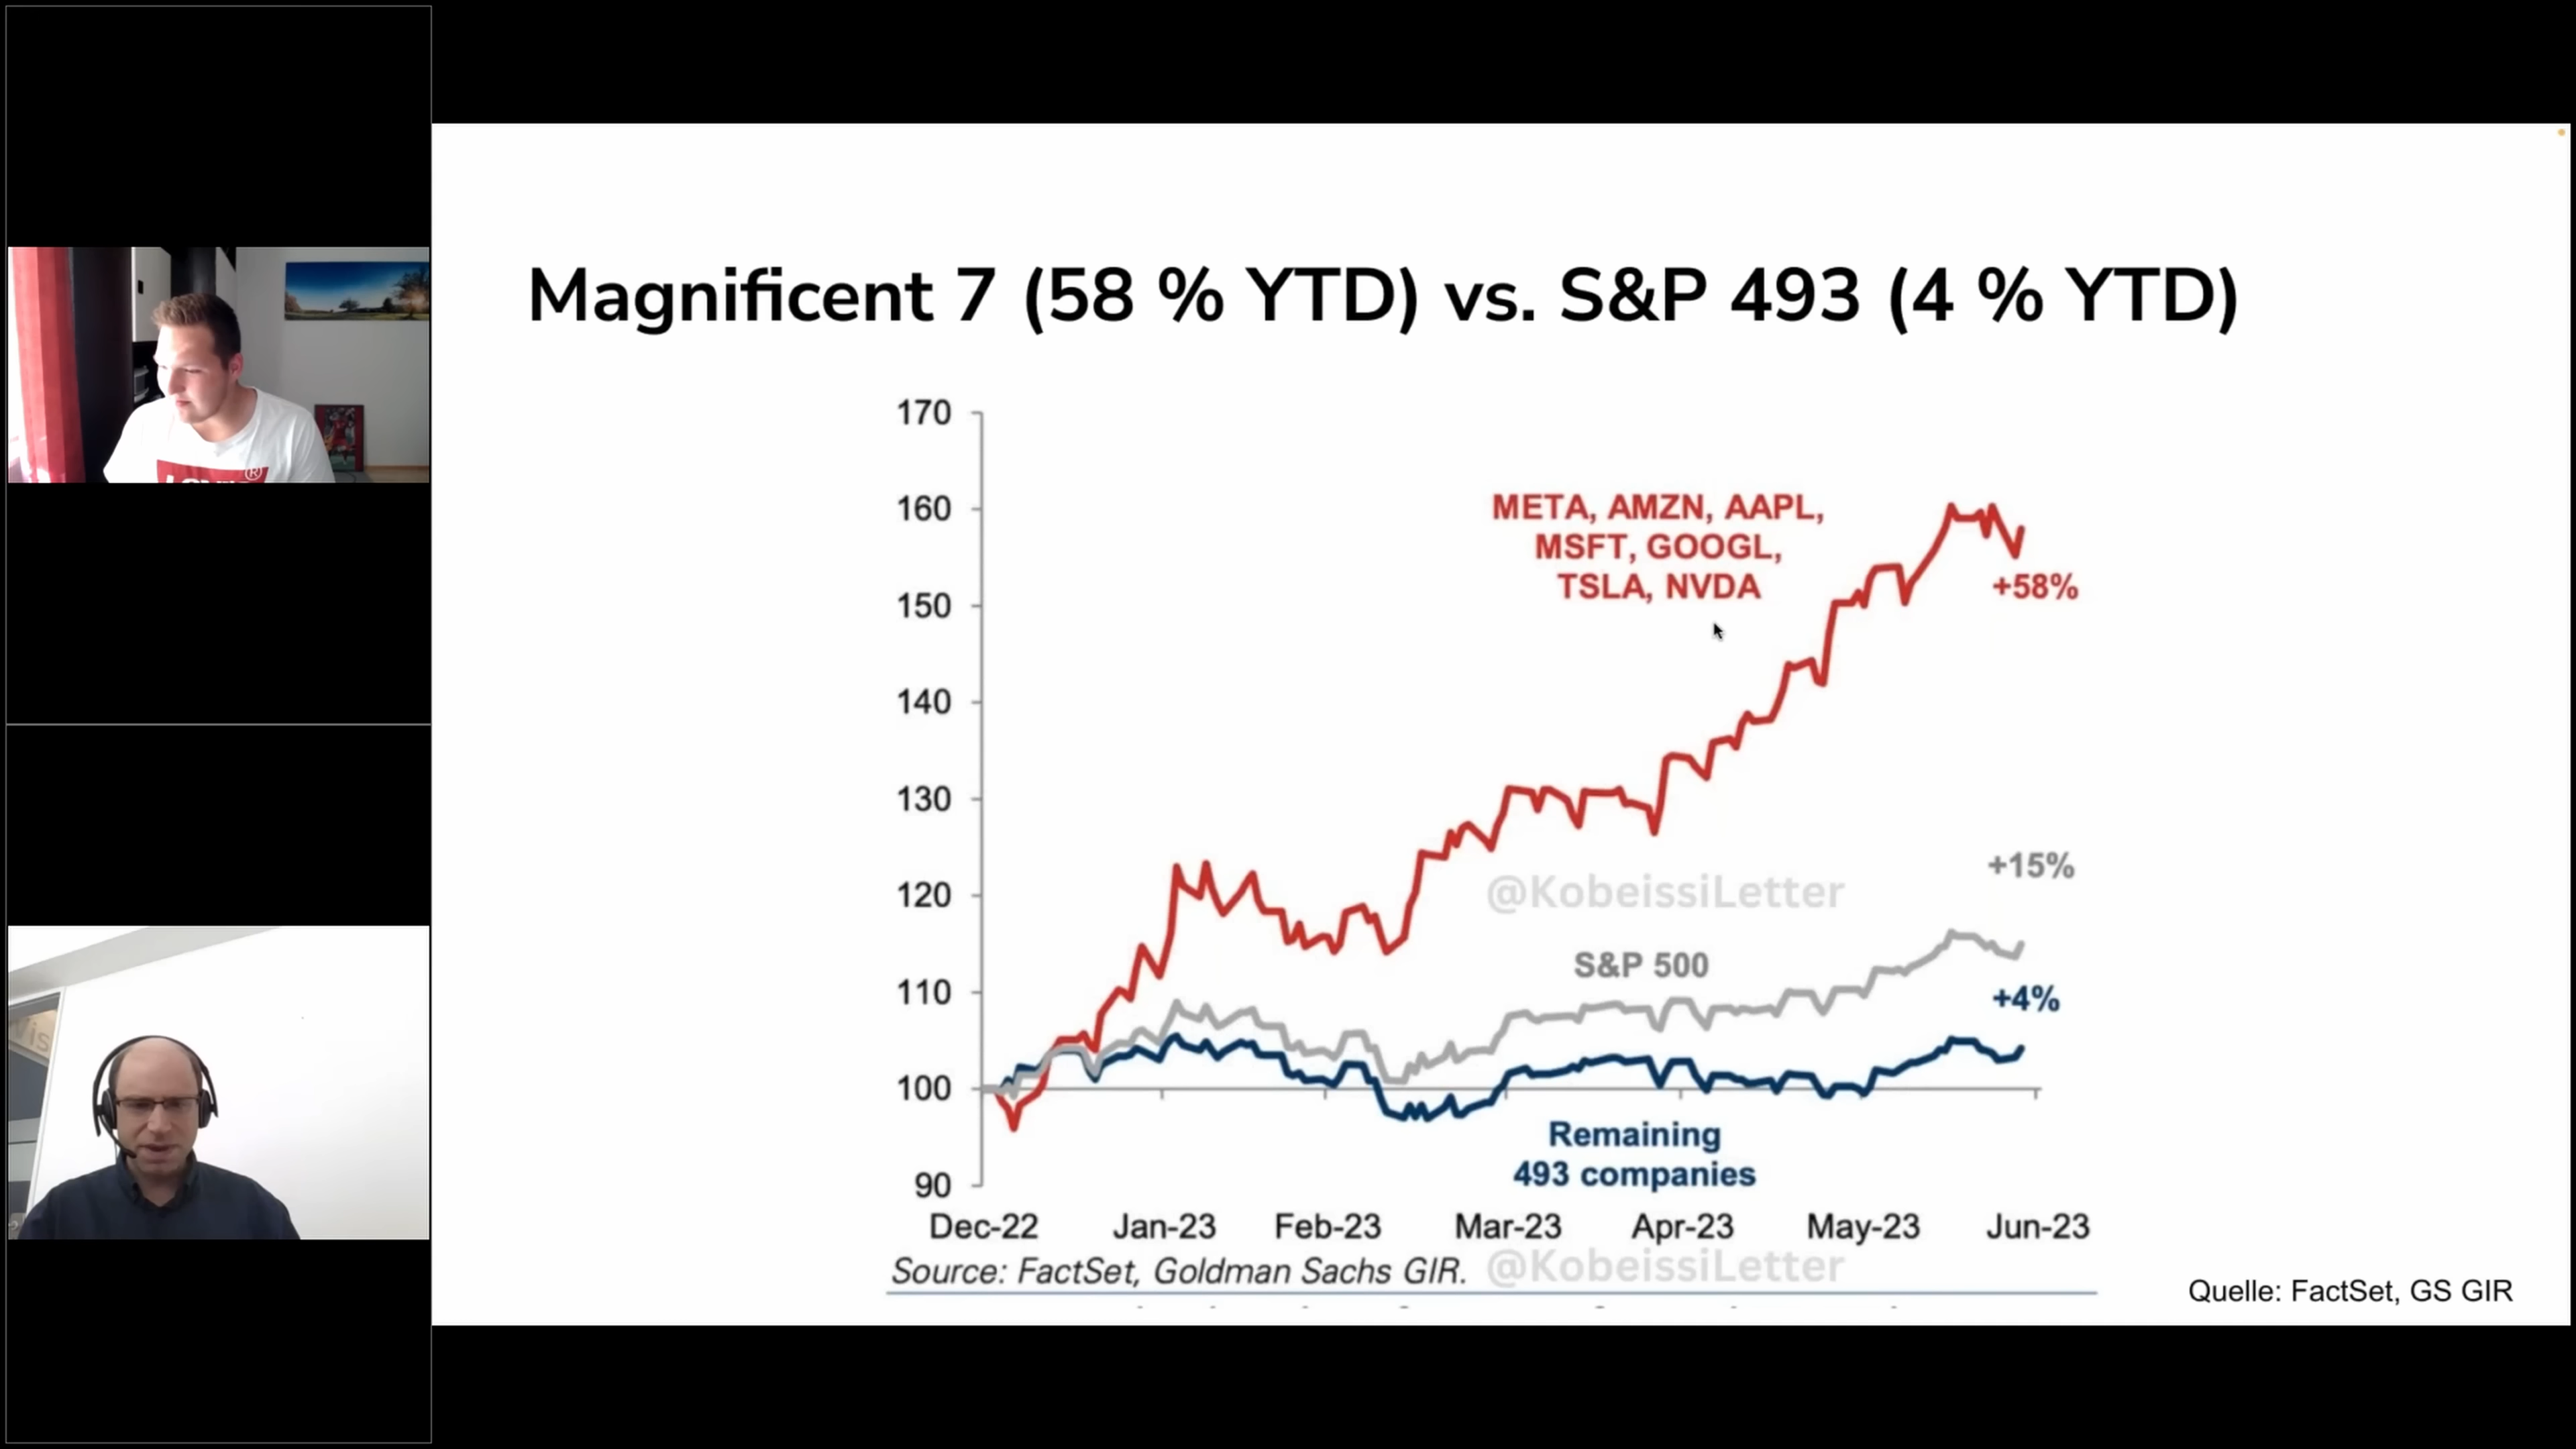 Magnificent 7 (58 % YTD) vs. S&P 493 (4 % YTD)
170
160
150
140
130
120
110
100
90
META, AMZN, AAPL,
MSFT, GOOGL,
TSLA, NVDA
+58%
+15%
@KobeissiLetter
S&P 500
+4%
Remaining
493 companies
Dec-22 Jan-23 Feb-23 Mar-23 Apr-23 May-23 Jun-23
Source: FactSet, Goldman Sachs GIR.
@KobeissiLetter
Quelle: FactSet, GS GIR